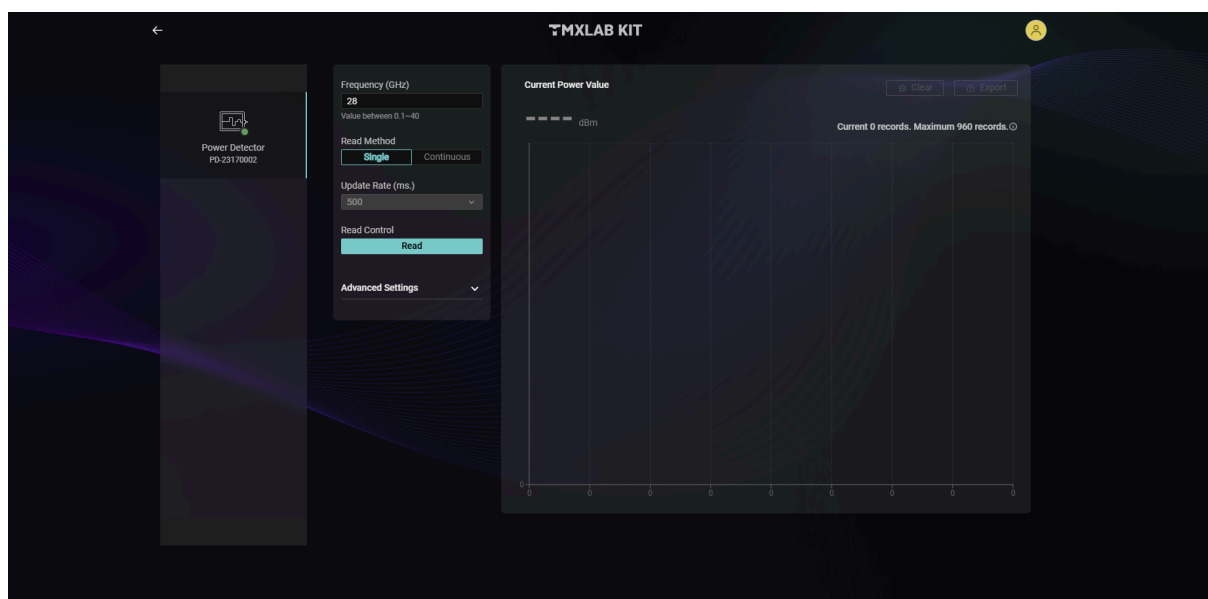 TMXLAB KIT
Power Detector
PD-23170002
Frequency (GHz)
28
Value between 0.1~40
Read Method
Single Continuous
Update Rate (ms.)
500
Read Control
Read
Advanced Settings
Current Power Value
Clear Export
---- dBm
Current 0 records. Maximum 960 records.
0
0 0 0 0 0 0 0 0 0